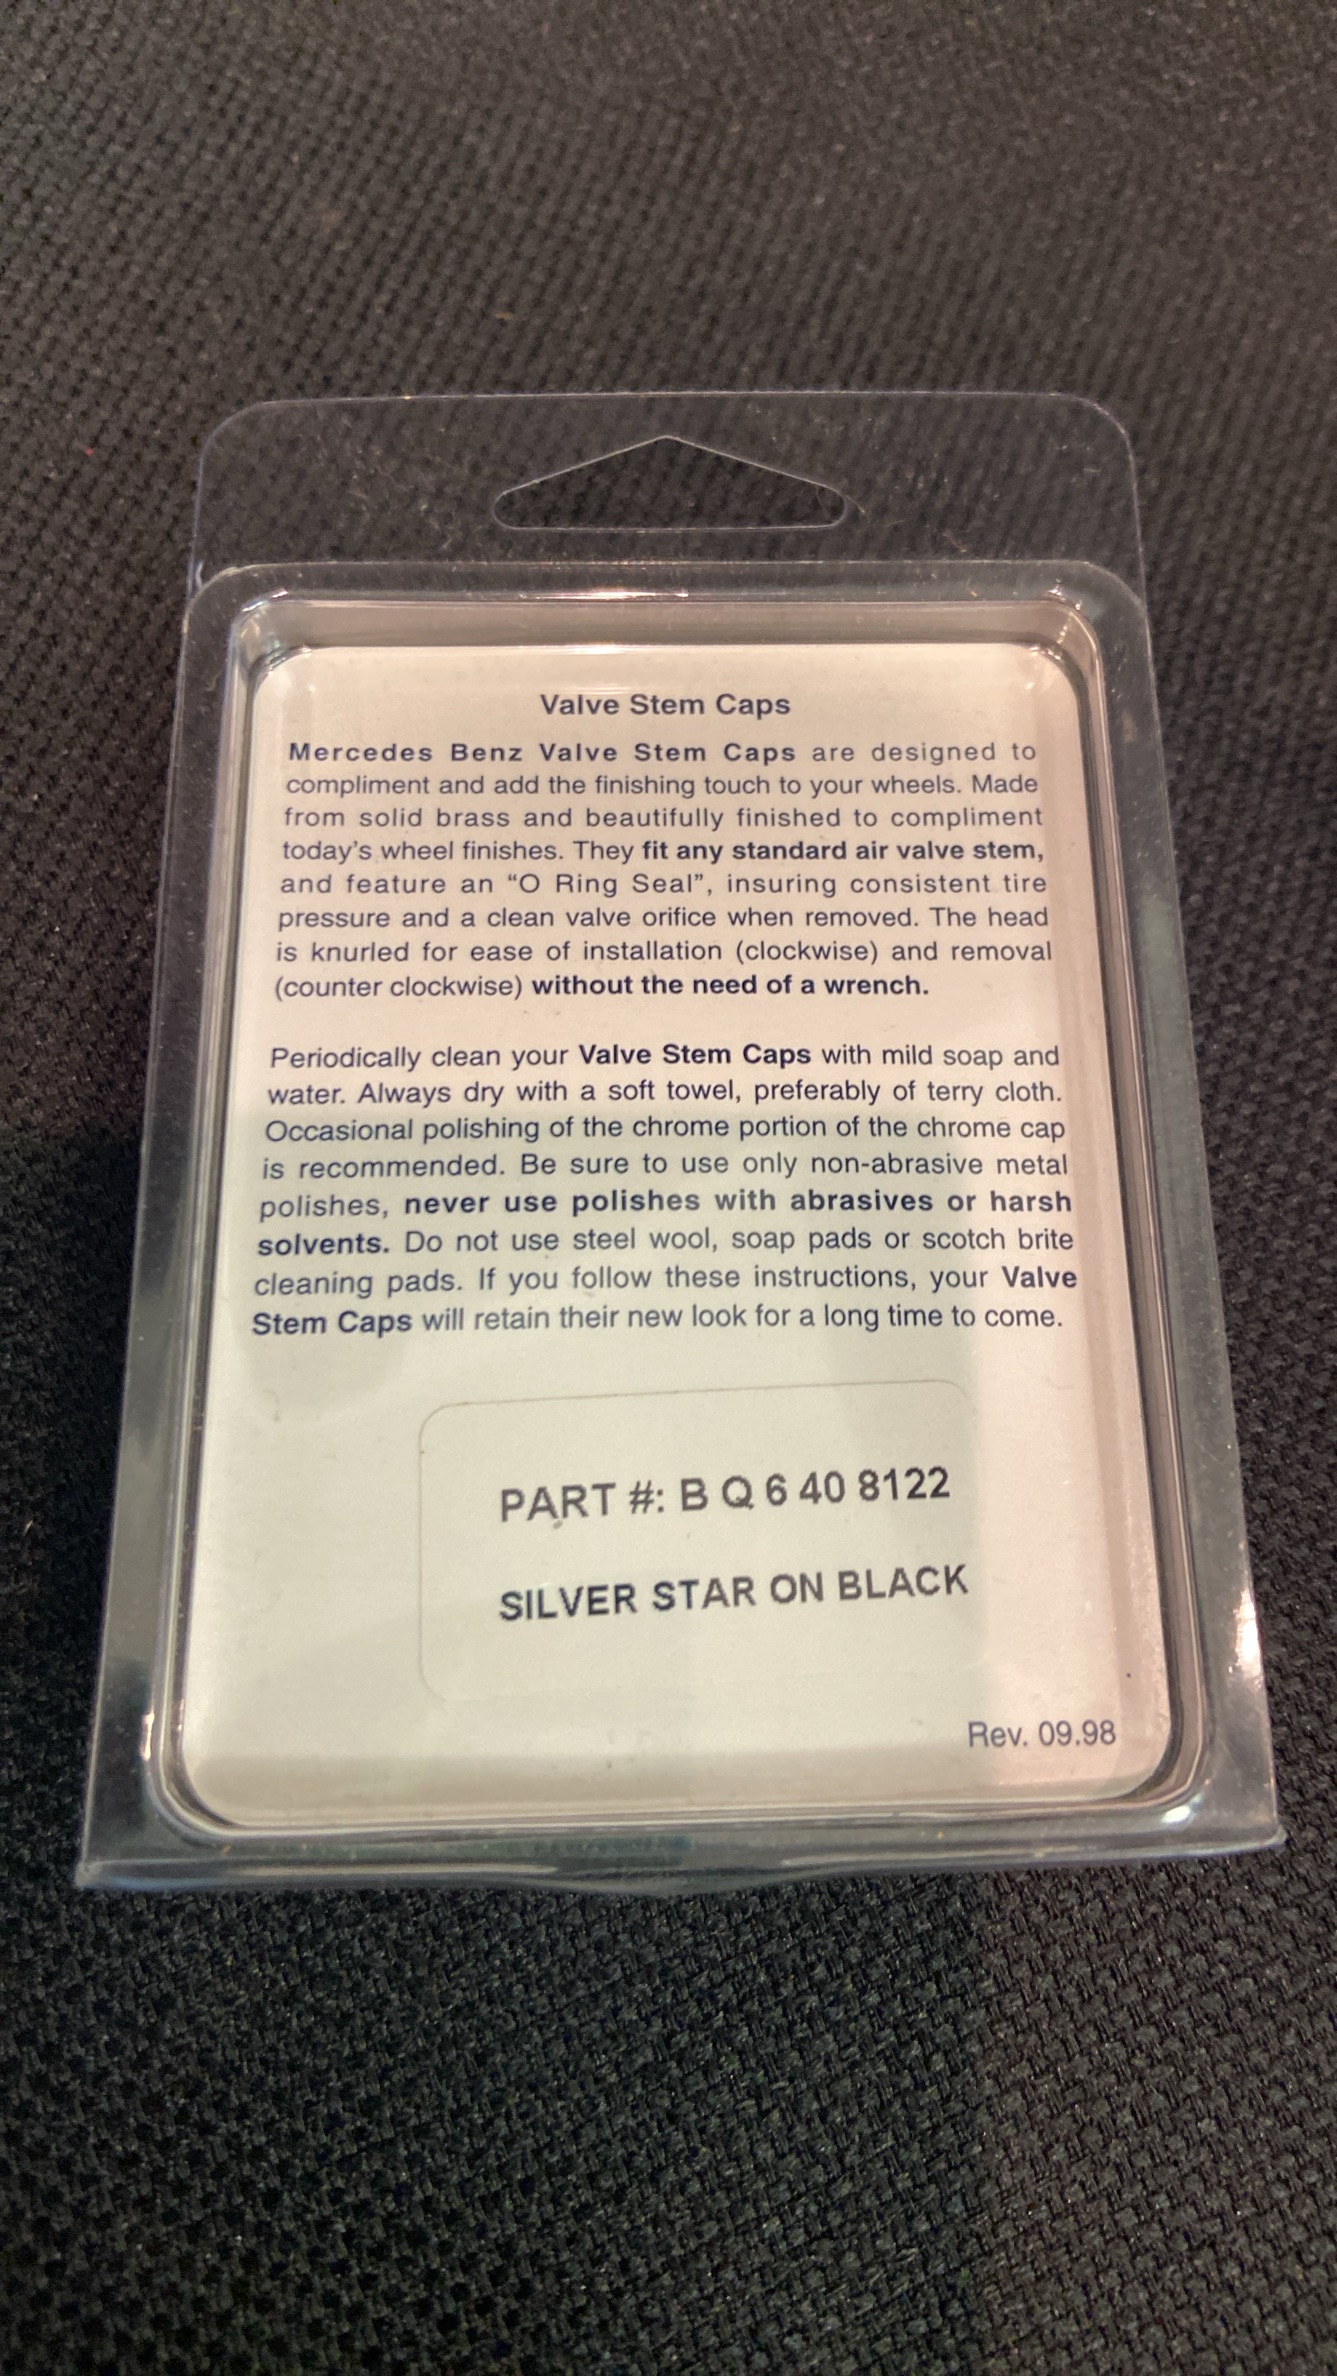 Valve Stem Caps
Mercedes Benz Valve Stem Caps are designed to
compliment and add the finishing touch to your wheels. Made
from solid brass and beautifully finished to compliment
today's wheel finishes. They fit any standard air valve stem,
and feature an “O Ring Seal”, insuring consistent tire
pressure and a clean valve orifice when removed. The head
is knurled for ease of installation (clockwise) and removal
(counter clockwise) without the need of a wrench.
Periodically clean your Valve Stem Caps with mild soap and
water. Always dry with a soft towel, preferably of terry cloth.
Occasional polishing of the chrome portion of the chrome cap
is recommended. Be sure to use only non-abrasive metal
polishes, never use polishes with abrasives or harsh
solvents. Do not use steel wool, soap pads or scotch brite
cleaning pads. If you follow these instructions, your Valve
Stem Caps will retain their new look for a long time to come.
PART #: B Q 6 40 8122
SILVER STAR ON BLACK
Rev. 09.98